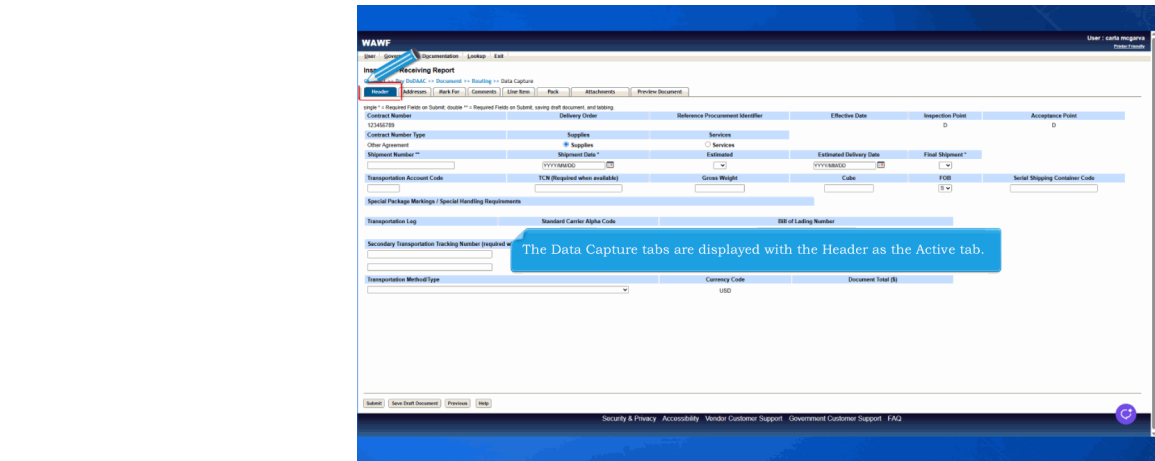 User : carla mcgarva
WAWF
Printer Friendly
User Documentation Lookup Exit
Receiving Report
DoDAAC >> Document >> Routing >> Data Capture
Header Addresses Mark For Comments Line Item Pack Attachments Preview Document
single * = Required Fields on Submit; double ** = Required Fields on Submit, saving draft document, and tabbing.
Contract Number Delivery Order Reference Procurement Identifier Effective Date Inspection Point Acceptance Point
123456789 D D
Contract Number Type Supplies Services
Other Agreement Supplies Services
Shipment Number ** Shipment Date * Estimated Estimated Delivery Date Final Shipment *
YYYY/MM/DD YYYY/MM/DD
Transportation Account Code TCN (Required when available) Gross Weight Cube FOB Serial Shipping Container Code
S
Special Package Markings / Special Handling Requirements
Transportation Leg Standard Carrier Alpha Code Bill of Lading Number
Secondary Transportation Tracking Number (required
The Data Capture tabs are displayed with the Header as the Active tab.
Transportation Method/Type Currency Code Document Total ($)
USD
Submit Save Draft Document Previous Help
Security & Privacy Accessibility Vendor Customer Support Government Customer Support FAQ